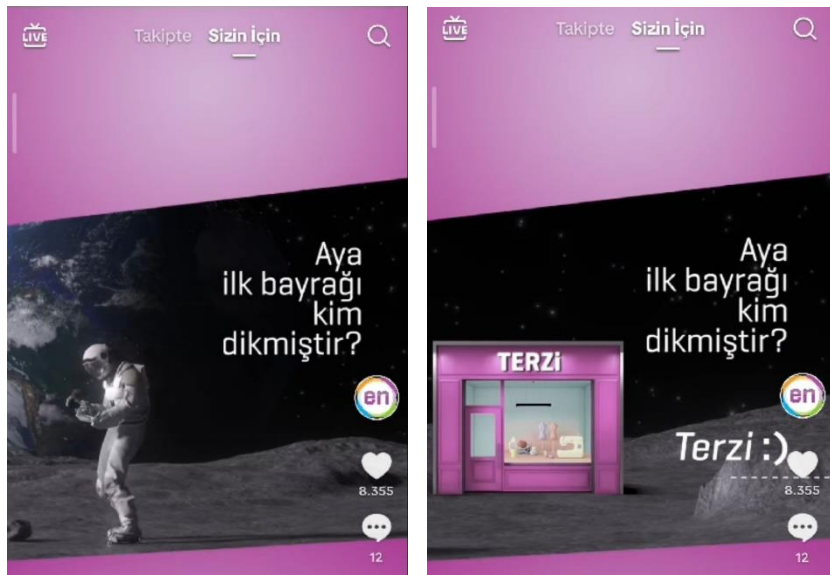 LIVE
Takipte Sizin İçin
Aya
ilk bayrağı
kim
dikmiştir?
en
8.355
12
LIVE
Takipte Sizin İçin
Aya
ilk bayrağı
kim
dikmiştir?
TERZİ
en
Terzi :)
8.355
12